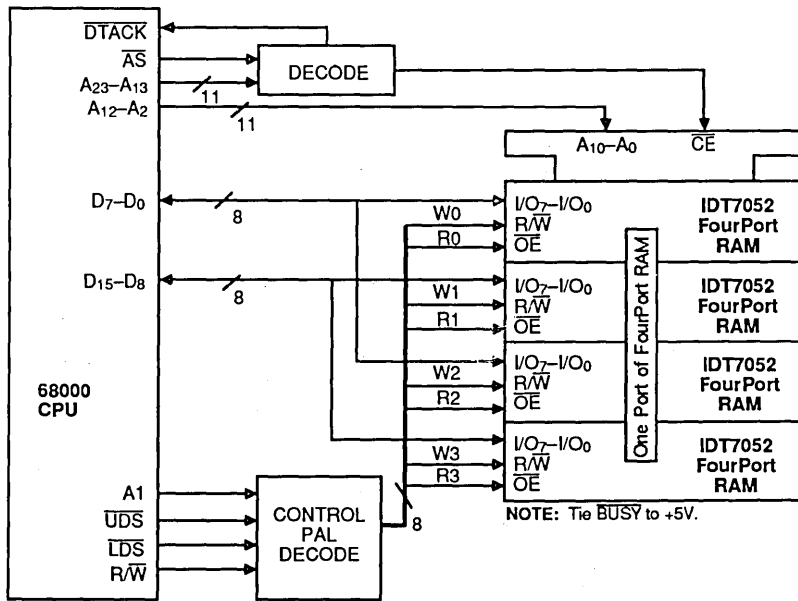 DTACK
AS
A23–A13
11
A12–A2
11
DECODE
A10–A0 CE
D7–D0
8
D15–D8
8
68000
CPU
A1
UDS
LDS
R/W
CONTROL
PAL
DECODE
8
W0
R0
W1
R1
W2
R2
W3
R3
I/O7–I/O0
R/W
OE
IDT7052
FourPort
RAM
I/O7–I/O0
R/W
OE
IDT7052
FourPort
RAM
I/O7–I/O0
R/W
OE
IDT7052
FourPort
RAM
I/O7–I/O0
R/W
OE
IDT7052
FourPort
RAM
One Port of FourPort RAM
NOTE: Tie BUSY to +5V.